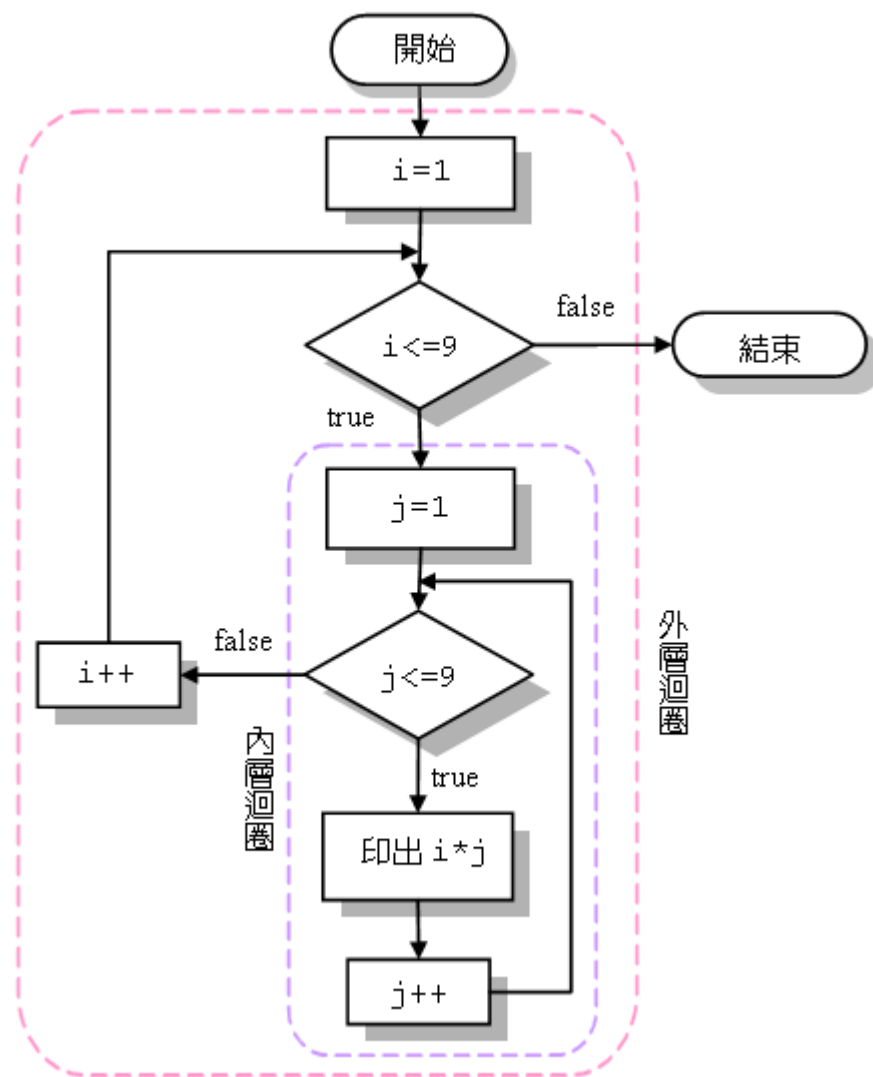 開始
i=1
i<=9
false
結束
true
j=1
j<=9
false
i++
true
印出 i*j
j++
內層迴圈
外層迴圈